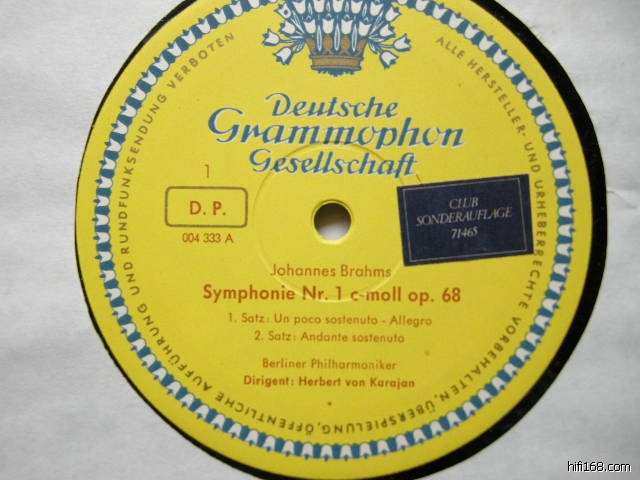 ALLE HERSTELLER- UND URHEBERRECHTE VORBEHALTEN, ÜBERSPIELUNG, ÖFFENTLICHE AUFFÜHRUNG UND RUNDFUNKSENDUNG VERBOTEN
Deutsche
Grammophon
Gesellschaft
1
D. P.
004 333 A
CLUB
SONDERAUFLAGE
71465
Johannes Brahms
Symphonie Nr. 1 c-moll op. 68
1. Satz: Un poco sostenuto - Allegro
2. Satz: Andante sostenuto
Berliner Philharmoniker
Dirigent: Herbert von Karajan
hifi168.com